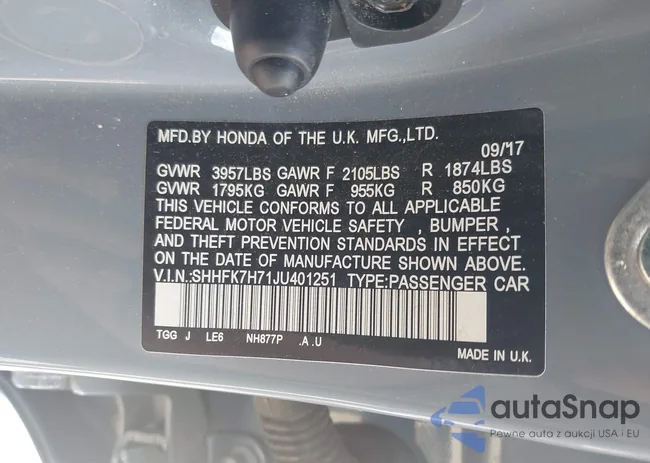 MFD.BY HONDA OF THE U.K. MFG.,LTD.
09/17
GVWR 3957LBS GAWR F 2105LBS R 1874LBS
GVWR 1795KG GAWR F 955KG R 850KG
THIS VEHICLE CONFORMS TO ALL APPLICABLE
FEDERAL MOTOR VEHICLE SAFETY , BUMPER ,
AND THEFT PREVENTION STANDARDS IN EFFECT
ON THE DATE OF MANUFACTURE SHOWN ABOVE.
V.I.N.:SHHFK7H71JU401251 TYPE:PASSENGER CAR
TGG J LE6 NH877P .A .U
MADE IN U.K.
autaSnap
Pewne auta z aukcji USA i EU